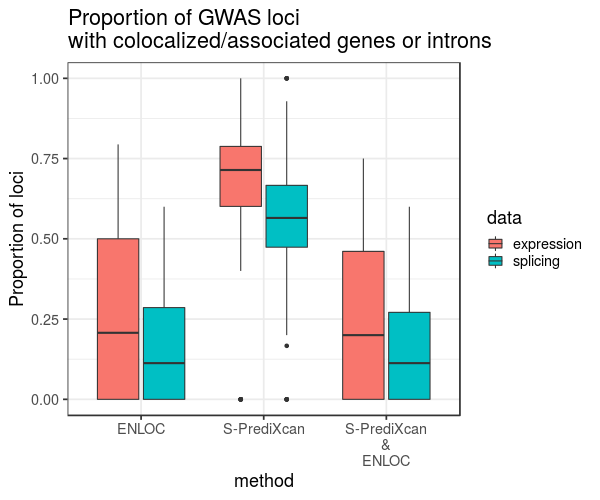 Proportion of GWAS loci
with colocalized/associated genes or introns
Proportion of loci
1.00
0.75
0.50
0.25
0.00
ENLOC
S-PrediXcan
S-PrediXcan
&
ENLOC
method
data
expression
splicing